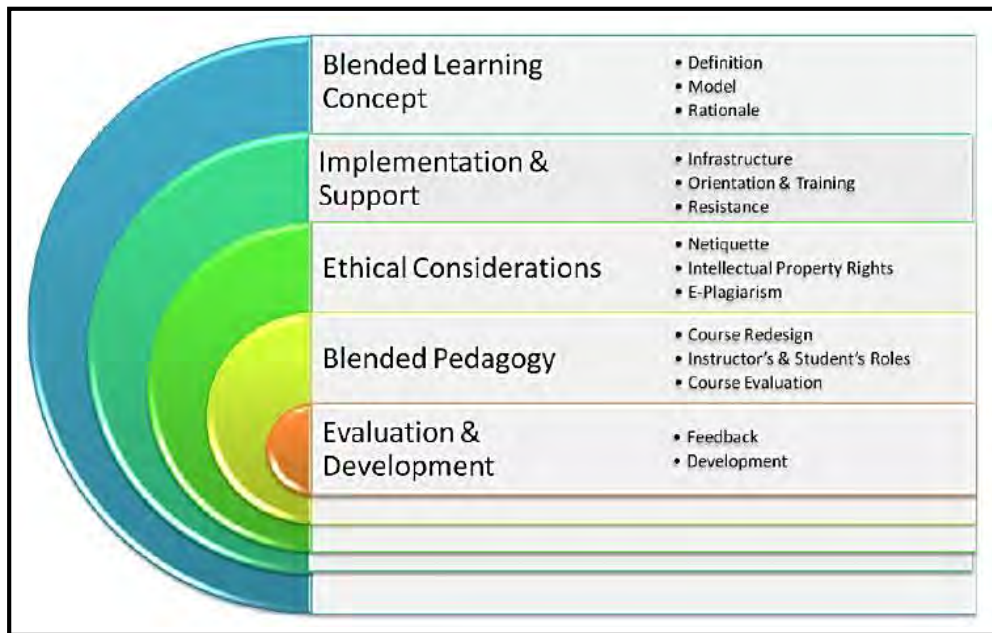 Blended Learning
Concept
• Definition
• Model
• Rationale
Implementation &
Support
• Infrastructure
• Orientation & Training
• Resistance
Ethical Considerations
• Netiquette
• Intellectual Property Rights
• E-Plagiarism
Blended Pedagogy
• Course Redesign
• Instructor's & Student's Roles
• Course Evaluation
Evaluation &
Development
• Feedback
• Development